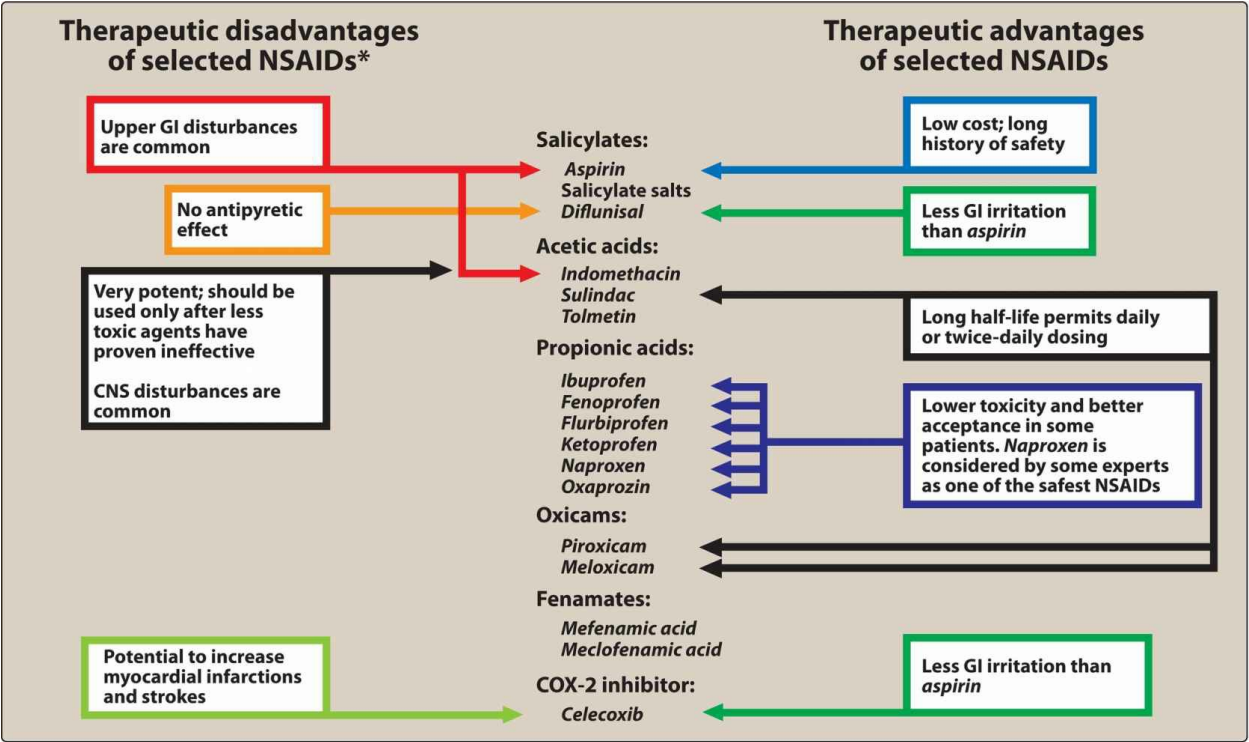 Therapeutic disadvantages
of selected NSAIDs*
Therapeutic advantages
of selected NSAIDs
Upper GI disturbances
are common
No antipyretic
effect
Very potent; should be
used only after less
toxic agents have
proven ineffective
CNS disturbances are
common
Potential to increase
myocardial infarctions
and strokes
Salicylates:
Aspirin
Salicylate salts
Diflunisal
Acetic acids:
Indomethacin
Sulindac
Tolmetin
Propionic acids:
Ibuprofen
Fenoprofen
Flurbiprofen
Ketoprofen
Naproxen
Oxaprozin
Oxicams:
Piroxicam
Meloxicam
Fenamates:
Mefenamic acid
Meclofenamic acid
COX-2 inhibitor:
Celecoxib
Low cost; long
history of safety
Less GI irritation
than aspirin
Long half-life permits daily
or twice-daily dosing
Lower toxicity and better
acceptance in some
patients. Naproxen is
considered by some experts
as one of the safest NSAIDs
Less GI irritation than
aspirin